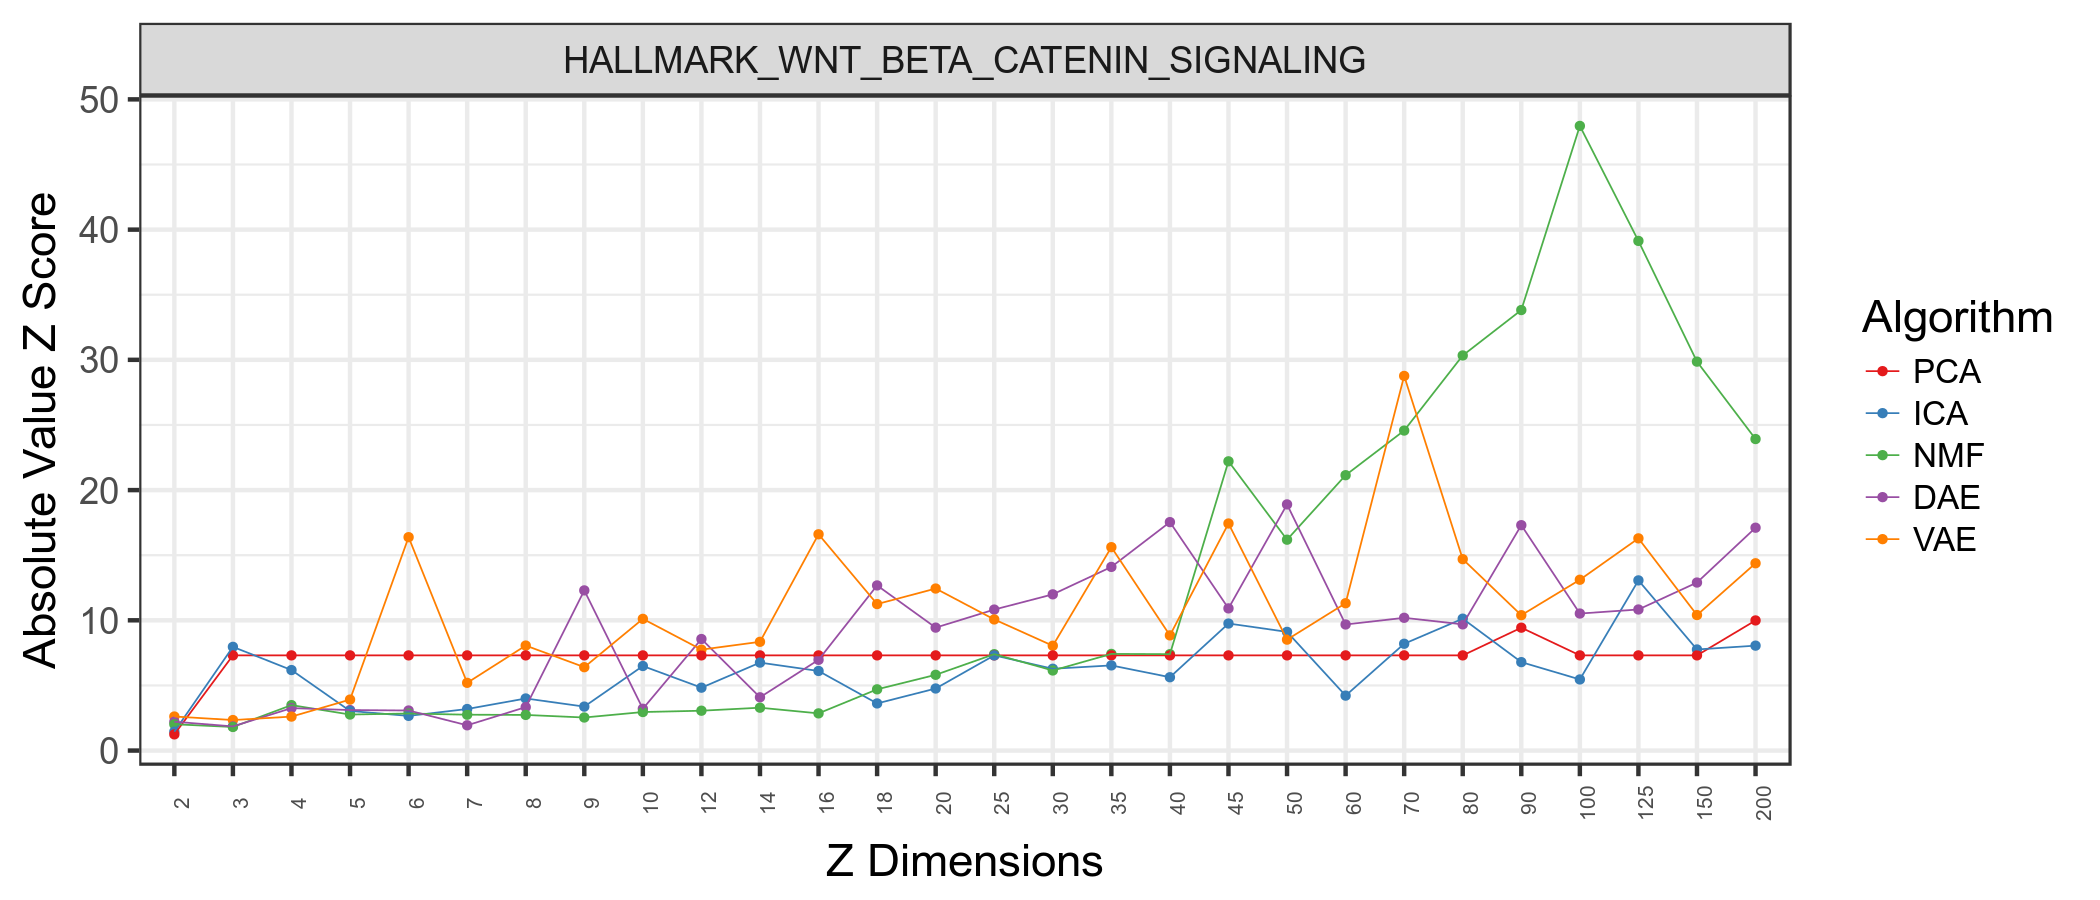 HALLMARK_WNT_BETA_CATENIN_SIGNALING
Absolute Value Z Score
50
40
30
20
10
0
2 3 4 5 6 7 8 9 10 12 14 16 18 20 25 30 35 40 45 50 60 70 80 90 100 125 150 200
Z Dimensions
Algorithm
PCA
ICA
NMF
DAE
VAE